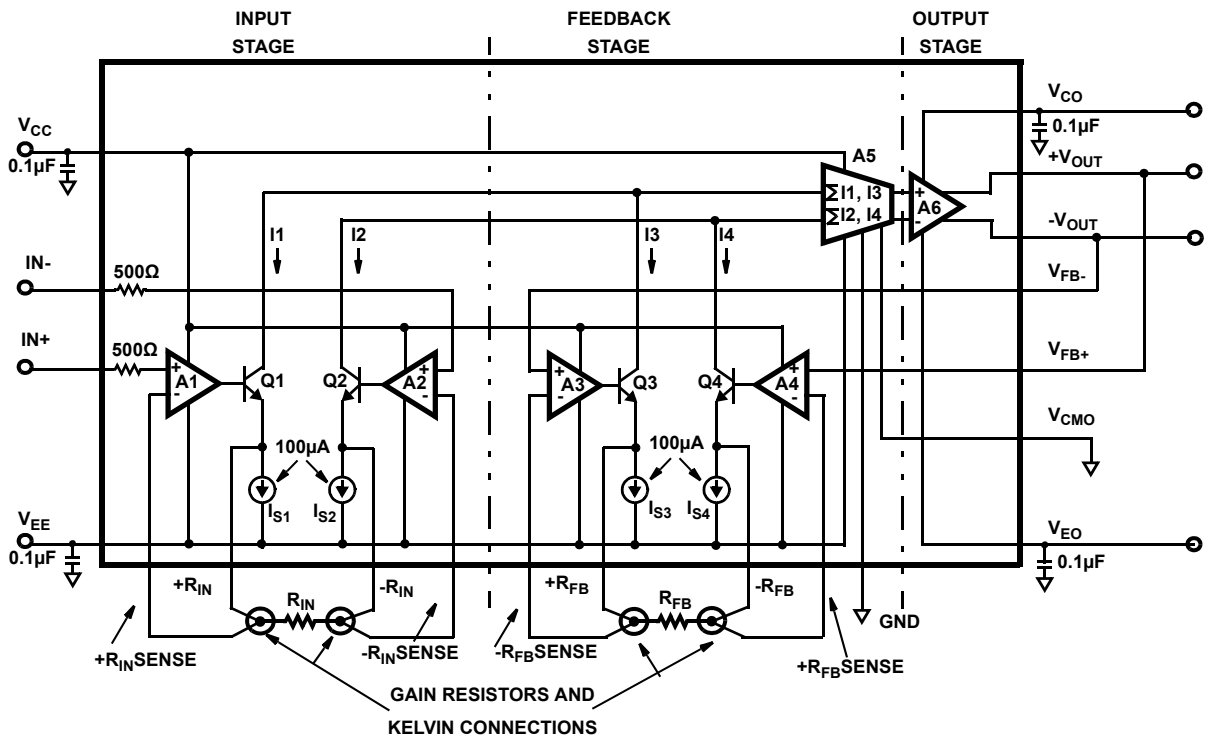 INPUT
STAGE
FEEDBACK
STAGE
OUTPUT
STAGE
VCC
0.1µF
VCO
0.1µF
A5
+VOUT
ΣI1, I3
ΣI2, I4
+
-
A6
-VOUT
I1
I2
I3
I4
IN-
500Ω
VFB-
IN+
500Ω
VFB+
+
A1
-
Q1
Q2
+
A2
-
+
A3
-
Q3
Q4
+
A4
-
VCMO
100µA
100µA
IS1
IS2
IS3
IS4
VEE
0.1µF
VEO
0.1µF
+RIN
-RIN
RIN
+RFB
-RFB
RFB
GND
+RINSENSE
-RINSENSE
-RFBSENSE
+RFBSENSE
GAIN RESISTORS AND
KELVIN CONNECTIONS